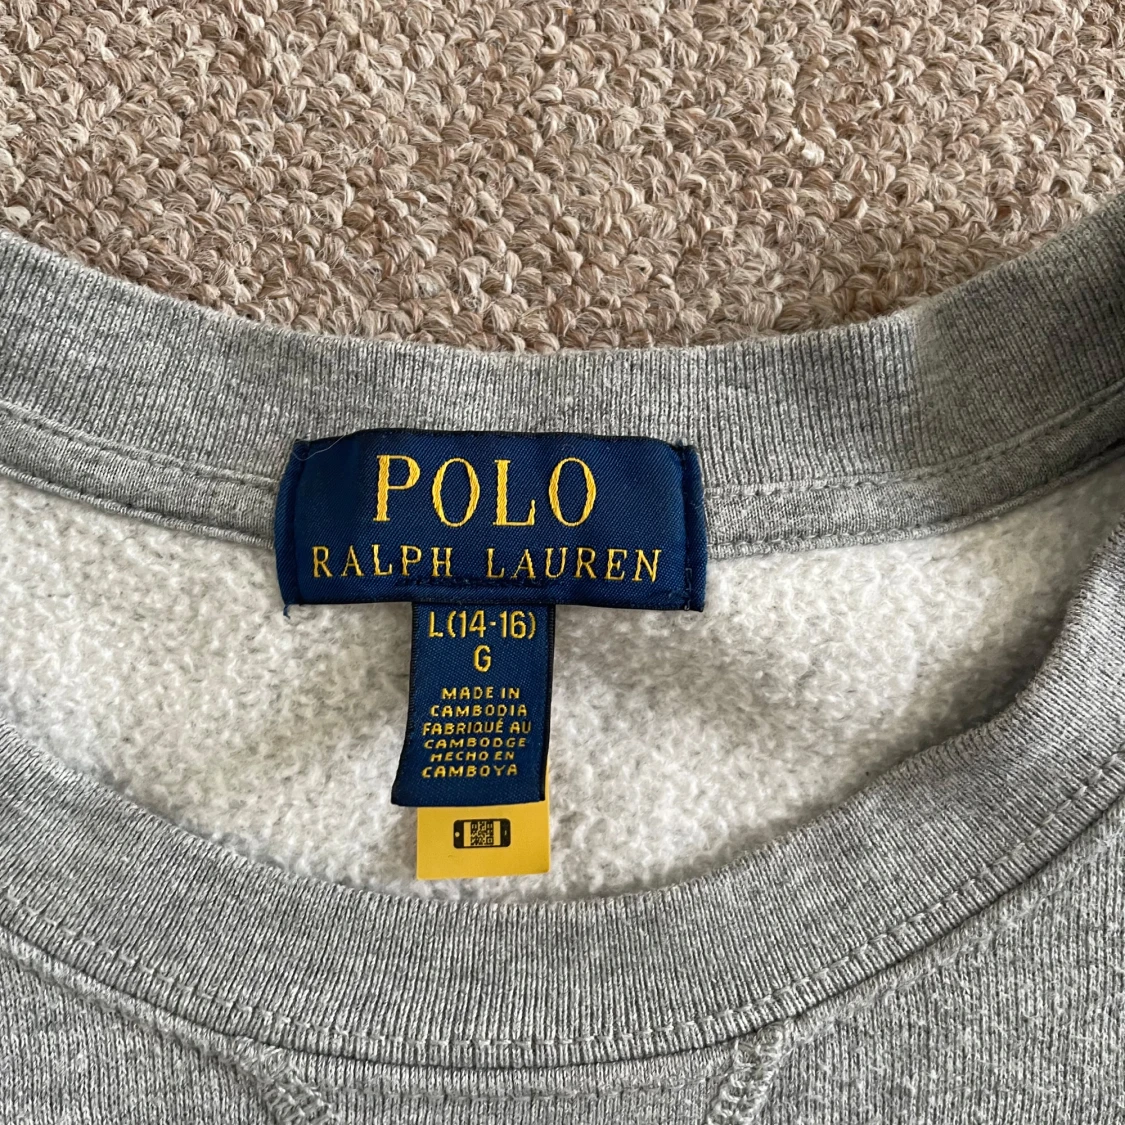 POLO
RALPH LAUREN
L(14-16)
G
MADE IN
CAMBODIA
FABRIQUÉ AU
CAMBODGE
HECHO EN
CAMBOYA